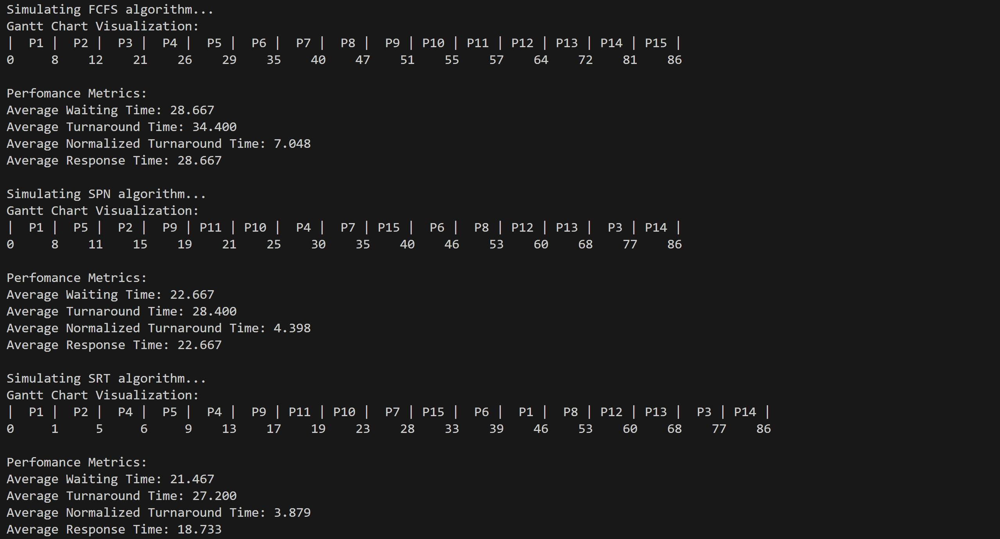 Simulating FCFS algorithm...
Gantt Chart Visualization:
|  P1 |  P2 |  P3 |  P4 |  P5 |  P6 |  P7 |  P8 |  P9 | P10 | P11 | P12 | P13 | P14 | P15 |
0     8    12    21    26    29    35    40    47    51    55    57    64    72    81    86

Perfomance Metrics:
Average Waiting Time: 28.667
Average Turnaround Time: 34.400
Average Normalized Turnaround Time: 7.048
Average Response Time: 28.667

Simulating SPN algorithm...
Gantt Chart Visualization:
|  P1 |  P5 |  P2 |  P9 | P11 | P10 |  P4 |  P7 | P15 |  P6 |  P8 | P12 | P13 |  P3 | P14 |
0     8    11    15    19    21    25    30    35    40    46    53    60    68    77    86

Perfomance Metrics:
Average Waiting Time: 22.667
Average Turnaround Time: 28.400
Average Normalized Turnaround Time: 4.398
Average Response Time: 22.667

Simulating SRT algorithm...
Gantt Chart Visualization:
|  P1 |  P2 |  P4 |  P5 |  P4 |  P9 | P11 | P10 |  P7 | P15 |  P6 |  P1 |  P8 | P12 | P13 |  P3 | P14 |
0     1     5     6     9    13    17    19    23    28    33    39    46    53    60    68    77    86

Perfomance Metrics:
Average Waiting Time: 21.467
Average Turnaround Time: 27.200
Average Normalized Turnaround Time: 3.879
Average Response Time: 18.733